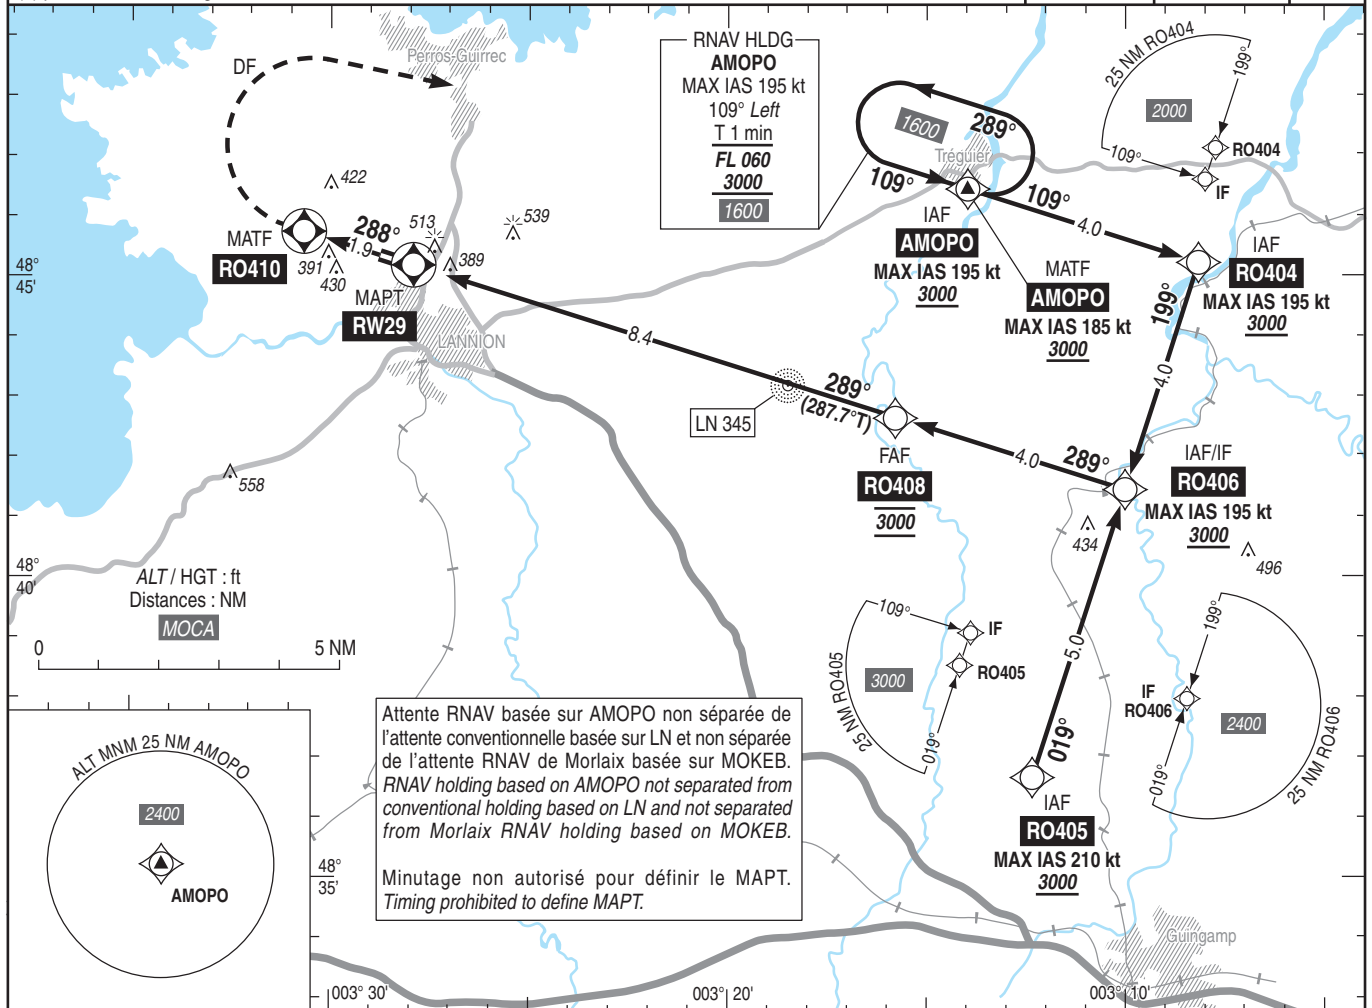 Perros-Guirrec
DF
RNAV HLDG
AMOPO
MAX IAS 195 kt
109° Left
T 1 min
FL 060
3000
1600
1600
289°
Tréguier
109°
109°
4.0
25 NM RO404
199°
2000
109°
RO404
IF
422
513
539
288°
1.9
389
391
430
MATF
RO410
MAPT
RW29
LANNION
48°
45'
IAF
AMOPO
MAX IAS 195 kt
3000
MATF
AMOPO
MAX IAS 185 kt
3000
IAF
RO404
MAX IAS 195 kt
3000
199°
4.0
8.4
289°
(287.7°T)
LN 345
FAF
RO408
3000
4.0
289°
IAF/IF
RO406
MAX IAS 195 kt
3000
434
496
558
48°
40'
ALT / HGT : ft
Distances : NM
MOCA
0
5 NM
109°
IF
3000
RO405
25 NM RO405
019°
5.0
019°
199°
IF
RO406
2400
019°
25 NM RO406
IAF
RO405
MAX IAS 210 kt
3000
Attente RNAV basée sur AMOPO non séparée de
l'attente conventionnelle basée sur LN et non séparée
de l'attente RNAV de Morlaix basée sur MOKEB.
RNAV holding based on AMOPO not separated from
conventional holding based on LN and not separated
from Morlaix RNAV holding based on MOKEB.
Minutage non autorisé pour définir le MAPT.
Timing prohibited to define MAPT.
ALT MNM 25 NM AMOPO
2400
AMOPO
48°
35'
Guingamp
003° 30'
003° 20'
003° 10'